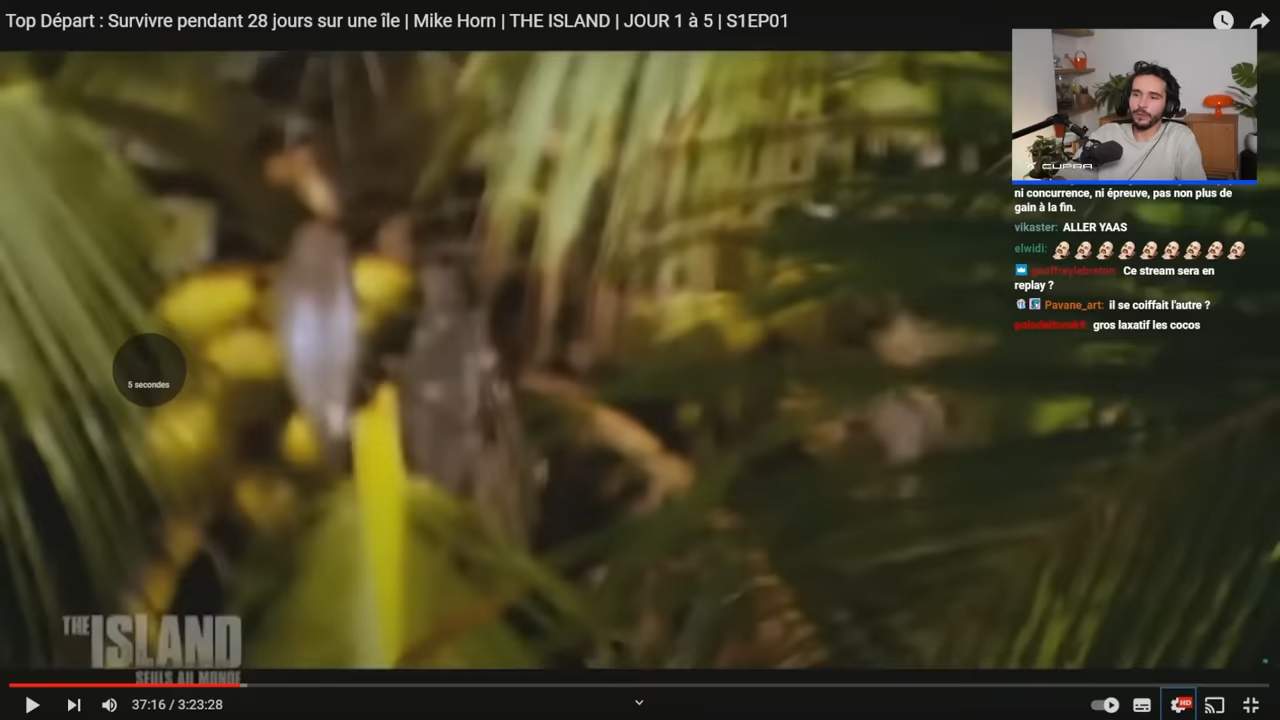 Top Départ : Survivre pendant 28 jours sur une île | Mike Horn | THE ISLAND | JOUR 1 à 5 | S1EP01
CUPRA
ni concurrence, ni épreuve, pas non plus de
gain à la fin.
vikaster: ALLER YAAS
elwidi:
geoffreylebreton Ce stream sera en
replay ?
Pavane_art: il se coiffait l'autre ?
gros laxatif les cocos
5 secondes
THE ISLAND
SEULS AU MONDE
37:16 / 3:23:28
HD